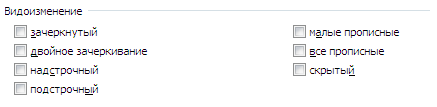 Видоизменение
зачеркнутый
двойное зачеркивание
надстрочный
подстрочный
малые прописные
все прописные
скрытый